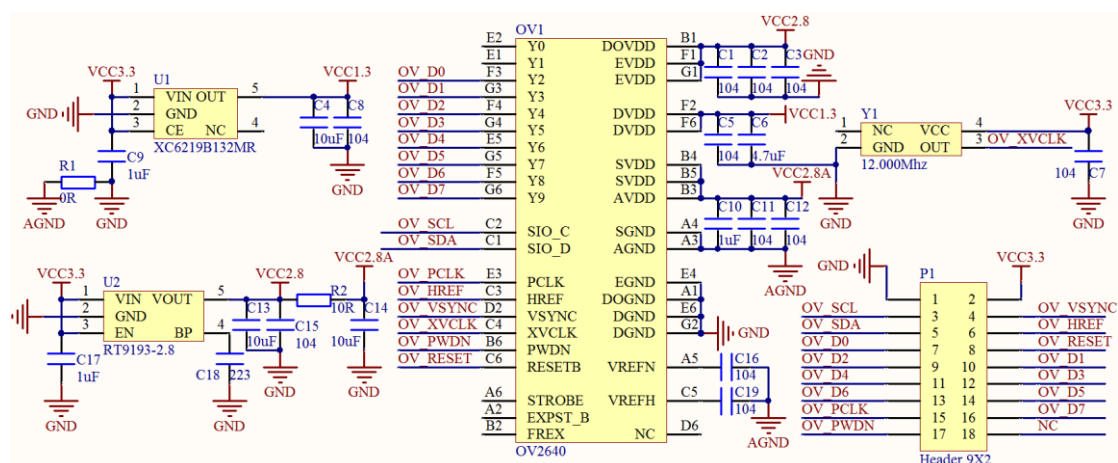 OV1
E2 Y0 DOVDD B1 VCC2.8
E1 Y1 EVDD F1 GND
OV_D0 F3 Y2 EVDD G1 C1 C2 C3
OV_D1 G3 Y3 104 104 104
OV_D2 F4 Y4 DVDD F2 VCC1.3
OV_D3 G4 Y5 DVDD F6 C5 C6
OV_D4 E5 Y6 104 4.7uF
OV_D5 G5 Y7 SVDD B4 GND
OV_D6 F5 Y8 SVDD B5 VCC2.8A
OV_D7 G6 Y9 AVDD B3
C10 C11 C12
1uF 104 104
OV_SCL C2 SIO_C SGND A4
OV_SDA C1 SIO_D AGND A3
AGND
OV_PCLK E3 PCLK EGND E4
OV_HREF C3 HREF DOGND A1
OV_VSYNC D2 VSYNC DGND E6
OV_XVCLK C4 XVCLK DGND G2 GND
OV_PWDN B6 PWDN
OV_RESET C6 RESETB VREFN A5 C16
104
A6 STROBE VREFH C5 C19
A2 EXPST_B 104
B2 FREX NC D6 AGND
OV2640
VCC3.3 U1 VCC1.3
1 VIN OUT 5
GND 2 GND C4 C8
3 CE NC 4 10uF 104
XC6219B132MR
C9
1uF
R1
0R
AGND GND GND
VCC3.3 U2 VCC2.8 VCC2.8A
1 VIN VOUT 5 R2
2 GND C13 10R C14
3 EN BP 4 10uF C15 10uF
RT9193-2.8 104
C17
1uF C18 223
GND GND GND GND
Y1 VCC3.3
1 NC VCC 4
2 GND OUT 3 OV_XVCLK
12.000Mhz
104 C7
GND GND
GND P1 VCC3.3
1 2
OV_SCL 3 4 OV_VSYNC
OV_SDA 5 6 OV_HREF
OV_D0 7 8 OV_RESET
OV_D2 9 10 OV_D1
OV_D4 11 12 OV_D3
OV_D6 13 14 OV_D5
OV_PCLK 15 16 OV_D7
OV_PWDN 17 18 NC
Header 9X2